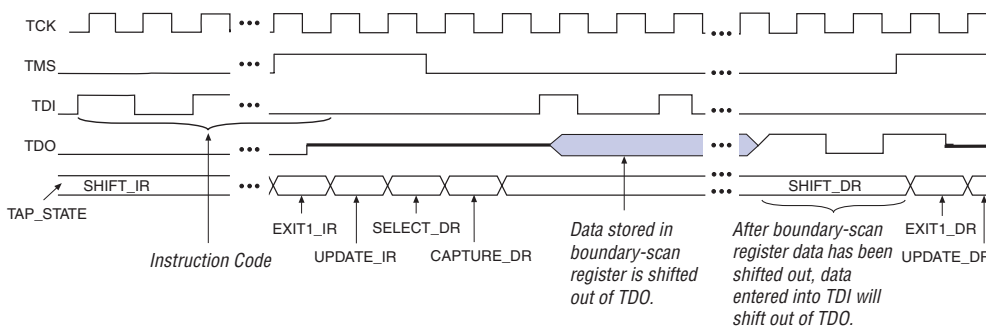 TCK
TMS
TDI
TDO
SHIFT_IR
SHIFT_DR
TAP_STATE
EXIT1_IR
SELECT_DR
UPDATE_IR
CAPTURE_DR
Instruction Code
Data stored in
boundary-scan
register is shifted
out of TDO.
After boundary-scan
register data has been
shifted out, data
entered into TDI will
shift out of TDO.
EXIT1_DR
UPDATE_DR